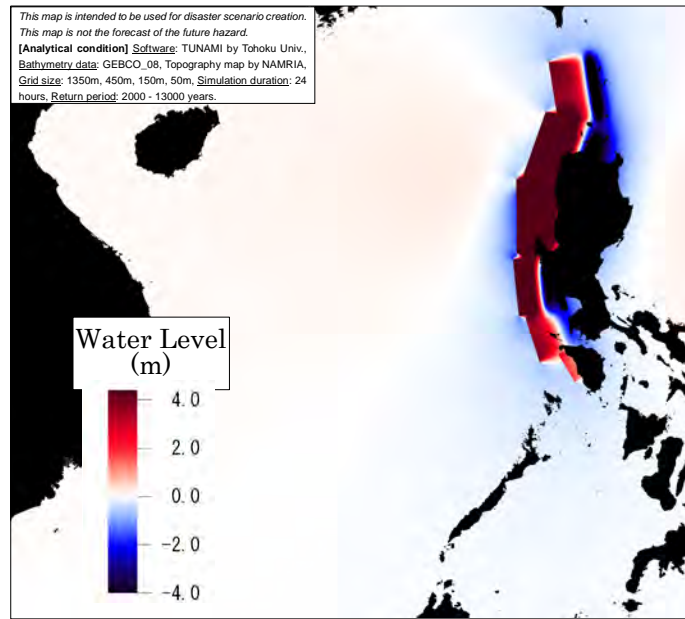 This map is intended to be used for disaster scenario creation.
This map is not the forecast of the future hazard.
[Analytical condition] Software: TUNAMI by Tohoku Univ.,
Bathymetry data: GEBCO_08, Topography map by NAMRIA,
Grid size: 1350m, 450m, 150m, 50m, Simulation duration: 24
hours, Return period: 2000 - 13000 years.
Water Level
(m)
4.0
2.0
0.0
-2.0
-4.0